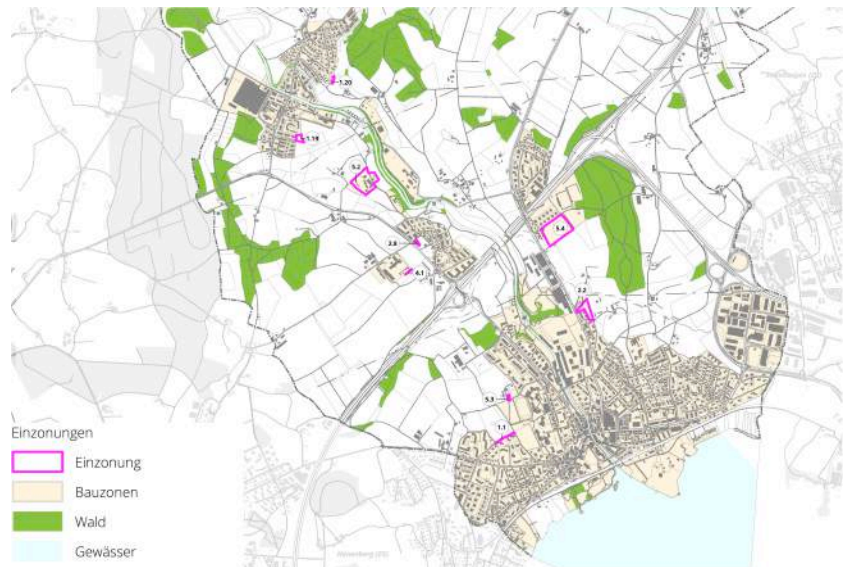 1.20
1.19
5.2
5.4
2.8
4.1
2.2
5.3
1.1
Einzonungen
Einzonung
Bauzonen
Wald
Gewässer